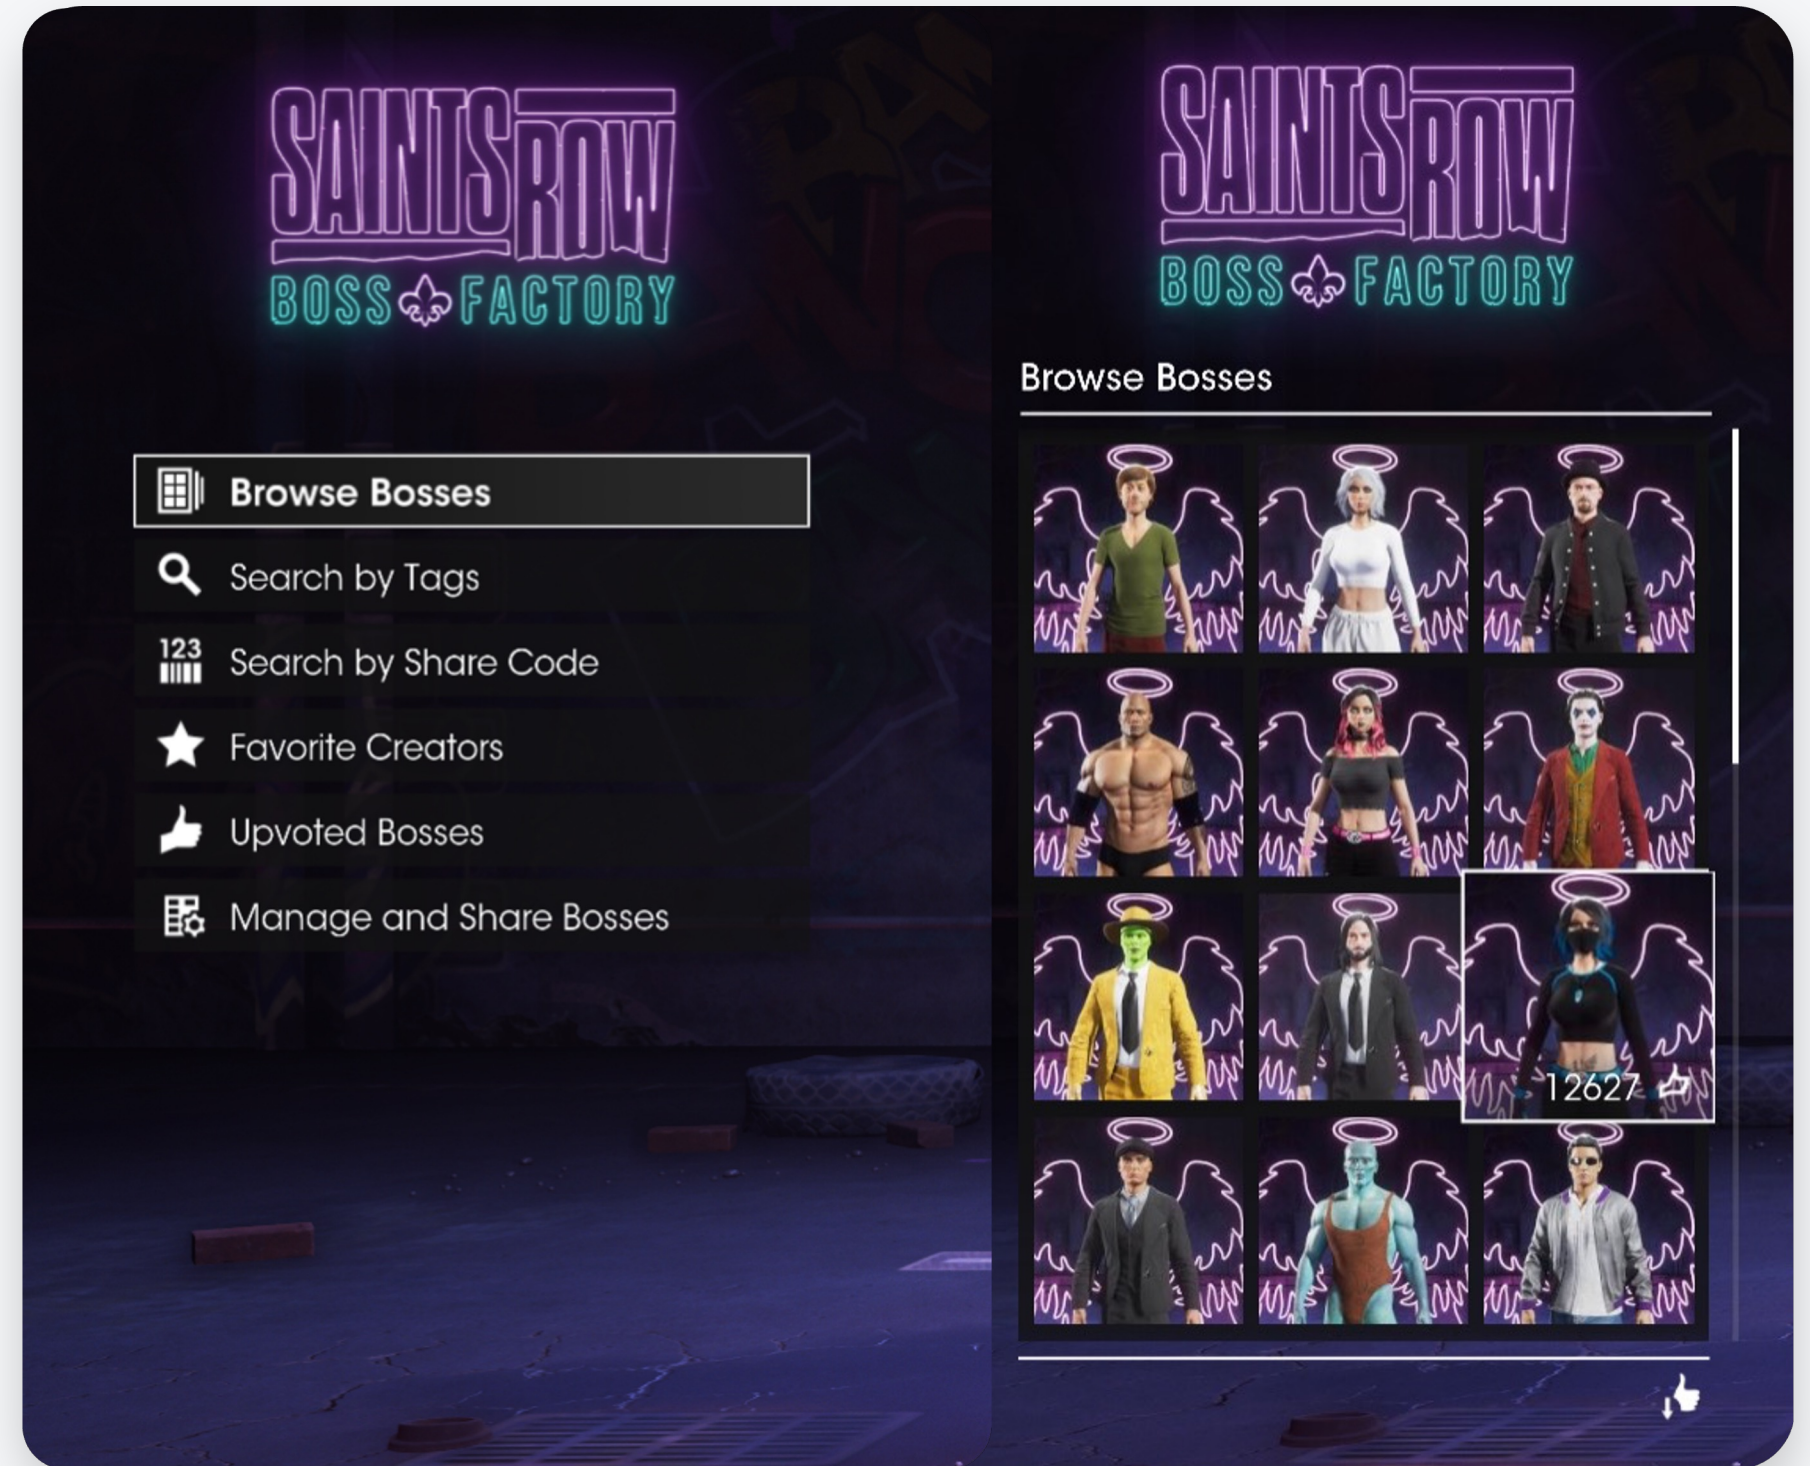 SAINTS ROW
BOSS FACTORY
Browse Bosses
Search by Tags
123
Search by Share Code
Favorite Creators
Upvoted Bosses
Manage and Share Bosses
SAINTS ROW
BOSS FACTORY
Browse Bosses
12627